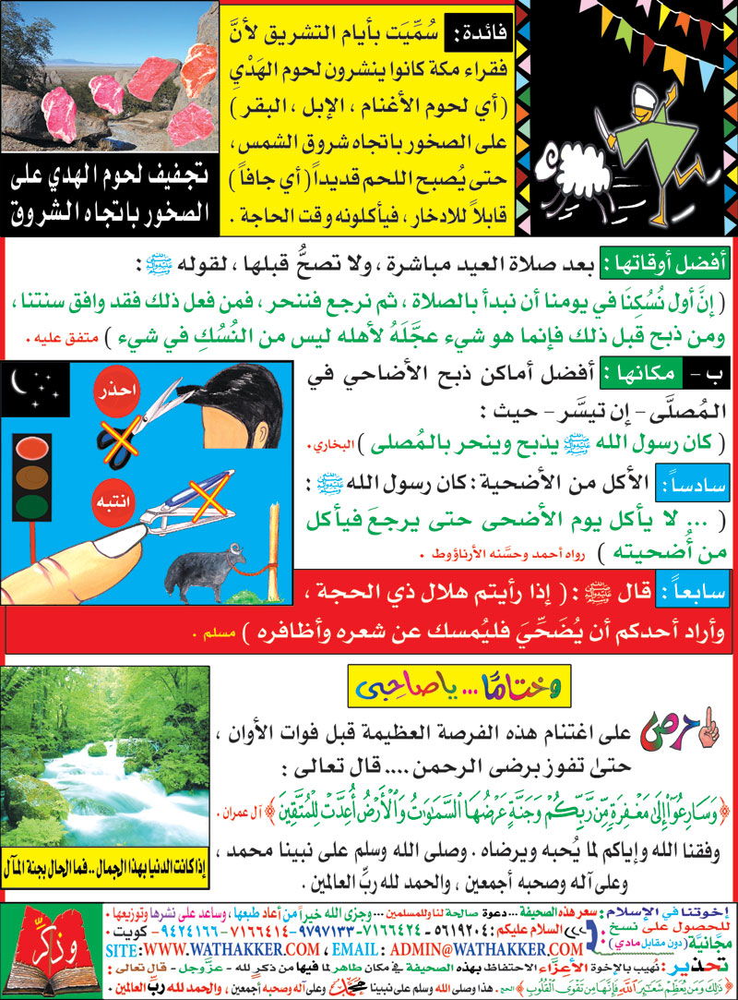 فائدة: سُمِّيَت بأيام التشريق لأنَّ
فقراء مكة كانوا ينشرون لحوم الهَدْي
( أي لحوم الأغنام ، الإبل ، البقر )
على الصخور باتجاه شروق الشمس ،
حتى يُصبح اللحم قديداً ( أي جافاً )
قابلاً للادخار ، فيأكلونه وقت الحاجة .
تجفيف لحوم الهدي على
الصخور باتجاه الشروق
أفضل أوقاتها : بعد صلاة العيد مباشرة ، ولا تصحُّ قبلها ، لقوله ﷺ :
( إنَّ أول نُسُكِنَا في يومنا أن نبدأ بالصلاة ، ثم نرجع فننحر ، فمن فعل ذلك فقد وافق سنتنا ،
ومن ذبح قبل ذلك فإنما هو شيء عجَّلَهُ لأهله ليس من النُسُكِ في شيء ) متفق عليه .
ب - مكانها : أفضل أماكن ذبح الأضاحي في
المُصلَّى - إن تيسَّر - حيث :
( كان رسول الله ﷺ يذبح وينحر بالمُصلى ) البخاري .
سادساً : الأكل من الأضحية : كان رسول الله ﷺ :
( ... لا يأكل يوم الأضحى حتى يرجعَ فيأكل
من أُضحيته ) رواه أحمد وحسَّنه الأرناؤوط .
احذر
انتبه
سابعاً : قال ﷺ : ( إذا رأيتم هلال ذي الحجة ،
وأراد أحدكم أن يُضَحِّيَ فليُمسك عن شعره وأظافره ) مسلم .
وختامًا ... ياصاحبي
حرص على اغتنام هذه الفرصة العظيمة قبل فوات الأوان ،
حتىٰ تفوز برضى الرحمن .... قال تعالى :
﴿ وَسَارِعُوٓا۟ إِلَىٰ مَغْفِرَةٍ مِّن رَّبِّكُمْ وَجَنَّةٍ عَرْضُهَا السَّمَٰوَٰتُ وَالْأَرْضُ أُعِدَّتْ لِلْمُتَّقِينَ ﴾ آل عمران .
وفقنا الله وإياكم لما يُحبه ويرضاه . وصلى الله وسلم على نبينا محمد ،
وعلى آله وصحبه أجمعين ، والحمد لله ربِّ العالمين .
إذا كانت الدنيا بهذا الجمال .. فما الحال بجنة المآل
إخوتنا في الإسلام : سعر هذه الصحيفة ... دعوة صالحة لنا وللمسلمين ... وجزى الله خيراً من أعاد طبعها ، وساعد على نشرها وتوزيعها .
للحصول على نسخ مجَّانيَّة (دون مقابل مادي) : السلام عليكم : ٥٦١٩٢٠٤ - ٧١٦٦٤٢٤ - ٩٧٩٧١٣٣ - ٧١٦٦٤١٤ - ٩٤٢٤١٦٦ - كويت .
SITE:WWW.WATHAKKER.COM ، EMAIL: ADMIN@WATHAKKER.COM
تحذير : نُهيب بالإخوة الأعزَّاء الاحتفاظ بهذه الصحيفة في مكان طاهر لما فيها من ذكر لله - عزَّ وجل - قال تعالى :
﴿ ذَٰلِكَ وَمَن يُعَظِّمْ شَعَٰٓئِرَ اللَّهِ فَإِنَّهَا مِن تَقْوَى الْقُلُوبِ ﴾ الحج . هذا وصلى الله وسلم على نبينا محمد وعلى آله وصحبه أجمعين ، والحمد لله ربِّ العالمين .
وذكِّر